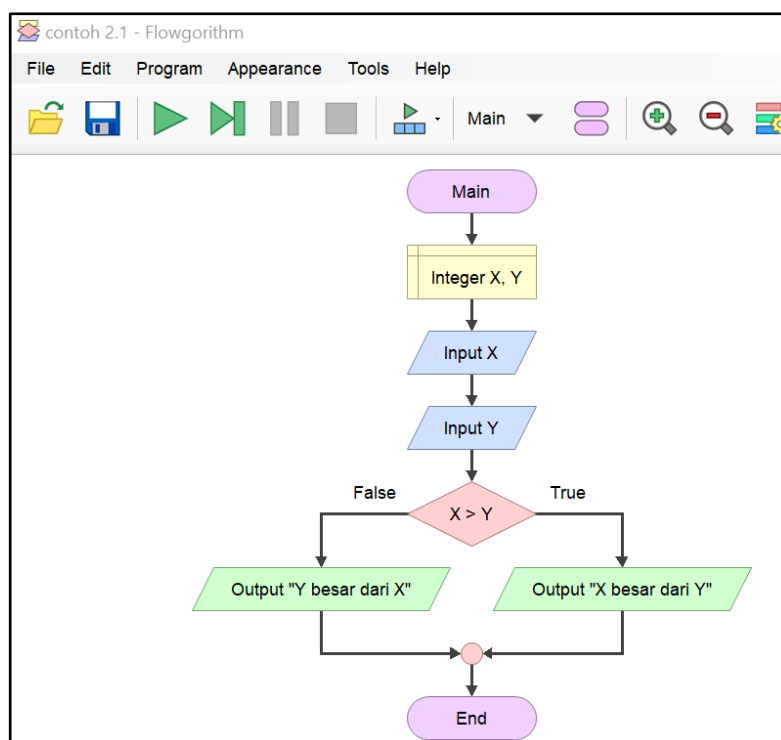 contoh 2.1 - Flowgorithm
File Edit Program Appearance Tools Help
Main
Main
Integer X, Y
Input X
Input Y
False True
X > Y
Output "Y besar dari X" Output "X besar dari Y"
End